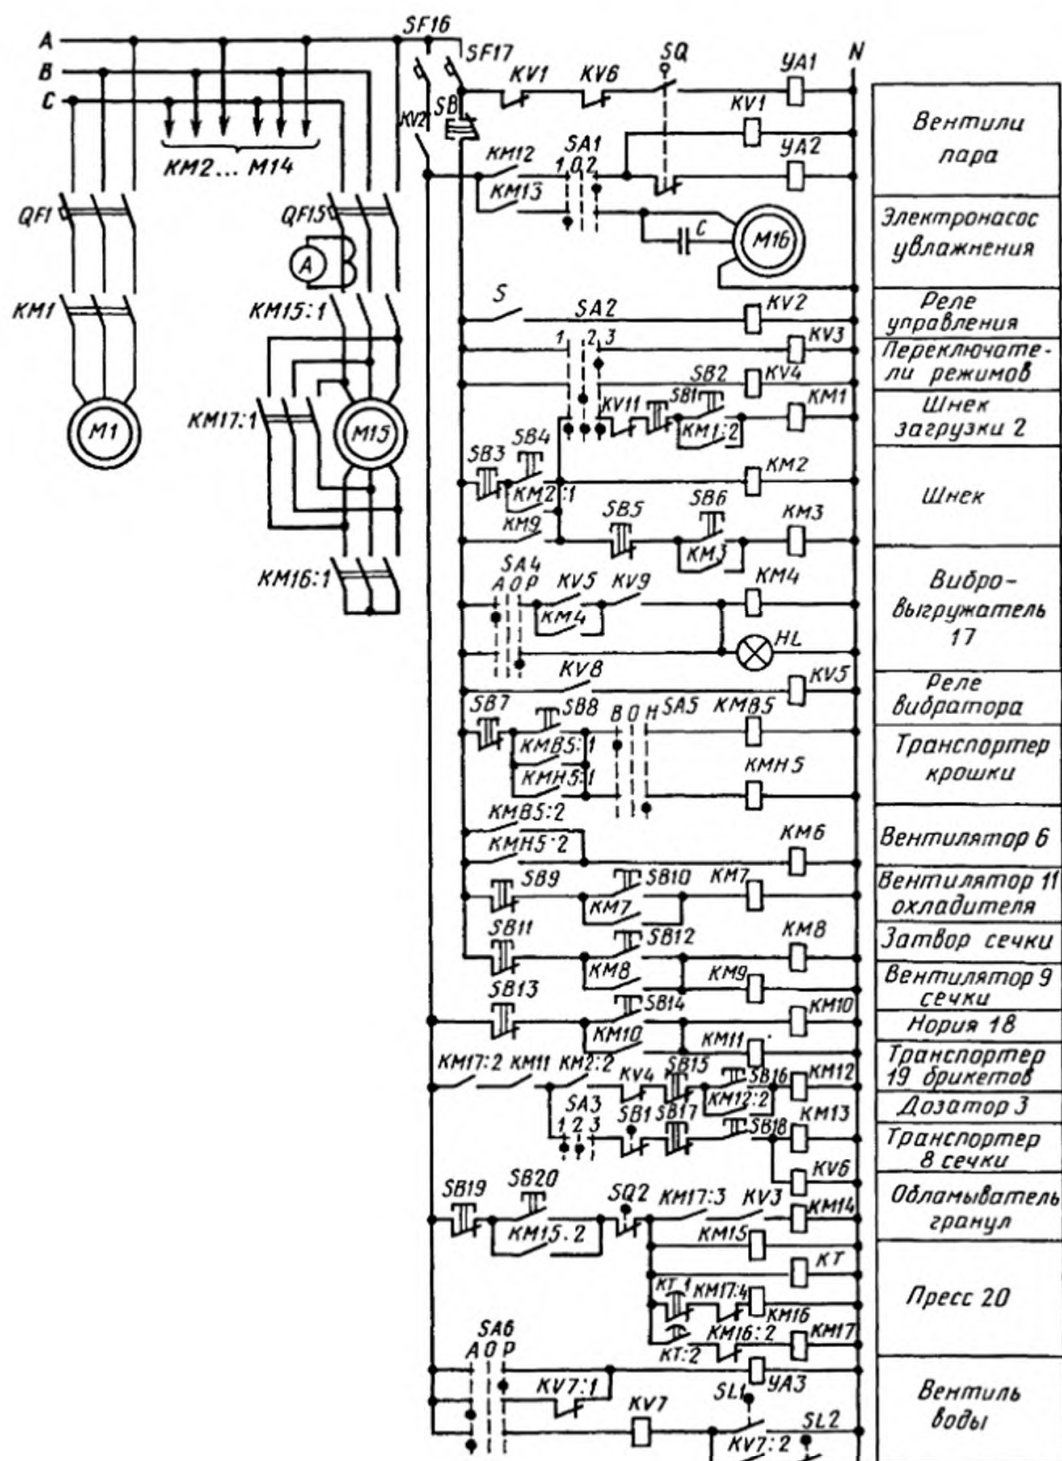 SF16
A
SF17
SQ
УА1
N
B
KV1
KV6
KV1
C
SB
KV2
SA1
УА2
Вентили
пара
KM2...M14
KM12
1 0 2
KM13
QF1
QF15
C
M16
Электронасос
увлажнения
A
S
KV2
Реле
управления
KM1
KM15:1
SA2
KV3
1 2 3
Переключате-
ли режимов
SB2
KV4
KM17:1
KV11
SB1
KM1
Шнек
загрузки 2
M1
M15
KM1:2
SB3
SB4
KM2
Шнек
KM2:1
SB6
KM9
SB5
KM3
KM3
KM16:1
SA4
A O P
KV5
KV9
KM4
Вибро-
выгружатель
17
KM4
HL
KV8
KV5
Реле
вибратора
SB7
SB8
B O H
SA5
KMB5
KMB5:1
Транспортер
крошки
KMH5:1
KMH5
KMB5:2
KMH5:2
KM6
Вентилятор 6
SB9
SB10
KM7
Вентилятор 11
охладителя
KM7
SB11
SB12
KM8
Затвор сечки
KM8
KM9
Вентилятор 9
сечки
SB13
SB14
KM10
Нория 18
KM10
KM11
Транспортер
19 брикетов
KM17:2
KM11
KM2:2
KV4
SB15
SB16
KM12
KM12:2
Дозатор 3
SA3
1 2 3
SB1
SB17
SB18
KM13
Транспортер
8 сечки
KV6
SB19
SB20
SQ2
KM17:3
KV3
KM14
Обламыватель
гранул
KM15.2
KM15
KT
Пресс 20
KT.1
KM17:4
KM16
KT:2
KM16:2
KM17
SA6
A O P
KV7:1
УА3
Вентиль
воды
KV7
SL1
SL2
KV7:2